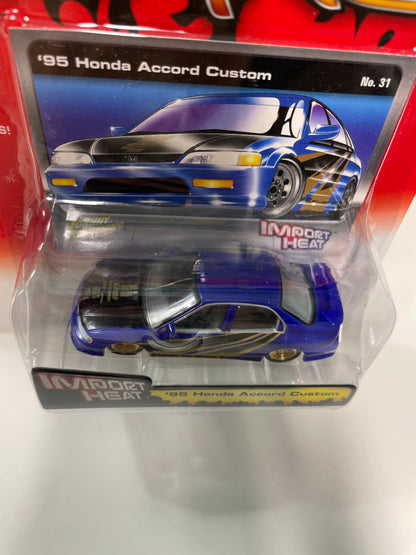 '95 Honda Accord Custom
No. 31
S!
IMPORT
HEAT
IMPORT
HEAT
'95 Honda Accord Custom